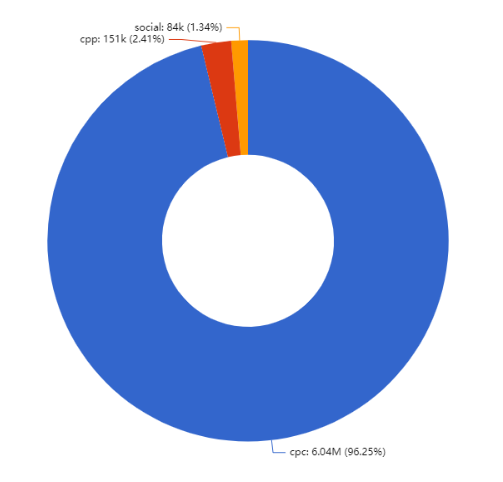 social: 84k (1.34%)
cpp: 151k (2.41%)
cpc: 6.04M (96.25%)